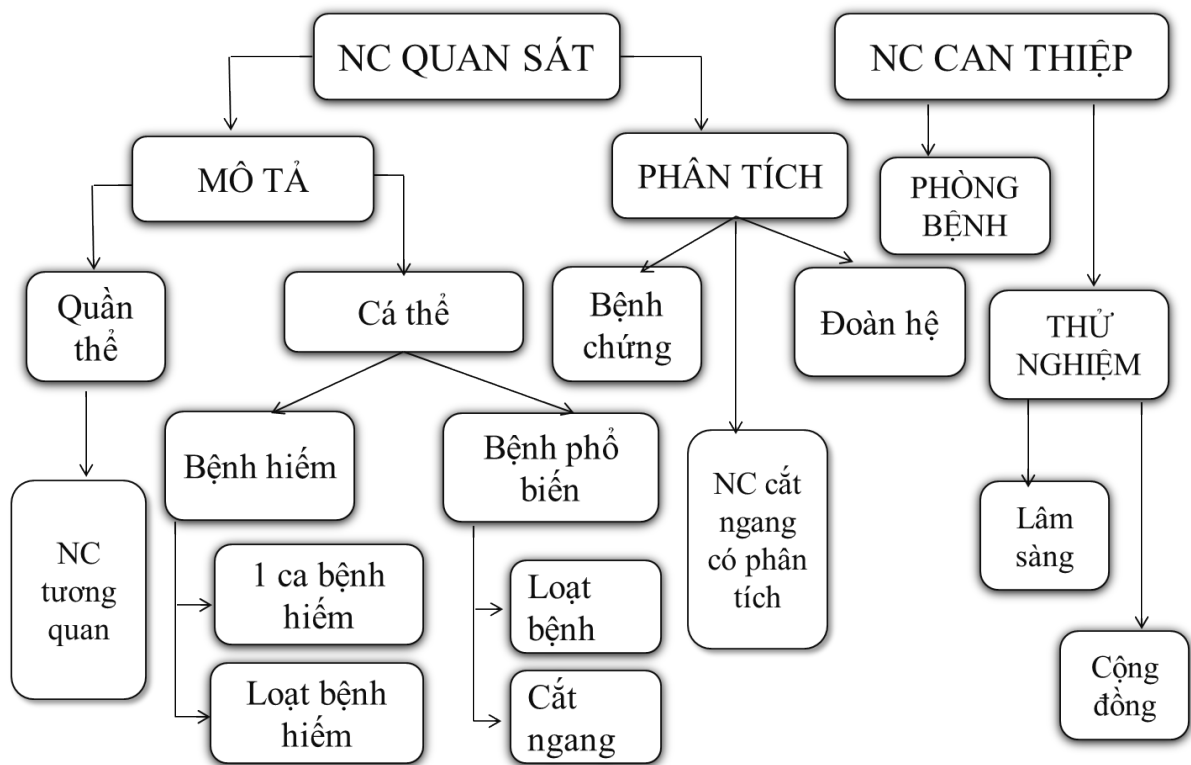 NC QUAN SÁT
NC CAN THIỆP
MÔ TẢ
PHÂN TÍCH
PHÒNG
BỆNH
Quần
thể
Cá thể
Bệnh
chứng
Đoàn hệ
THỬ
NGHIỆM
Bệnh hiếm
Bệnh phổ
biến
NC cắt
ngang
có phân
tích
NC
tương
quan
1 ca bệnh
hiếm
Loạt bệnh
hiếm
Loạt
bệnh
Cắt
ngang
Lâm
sàng
Cộng
đồng